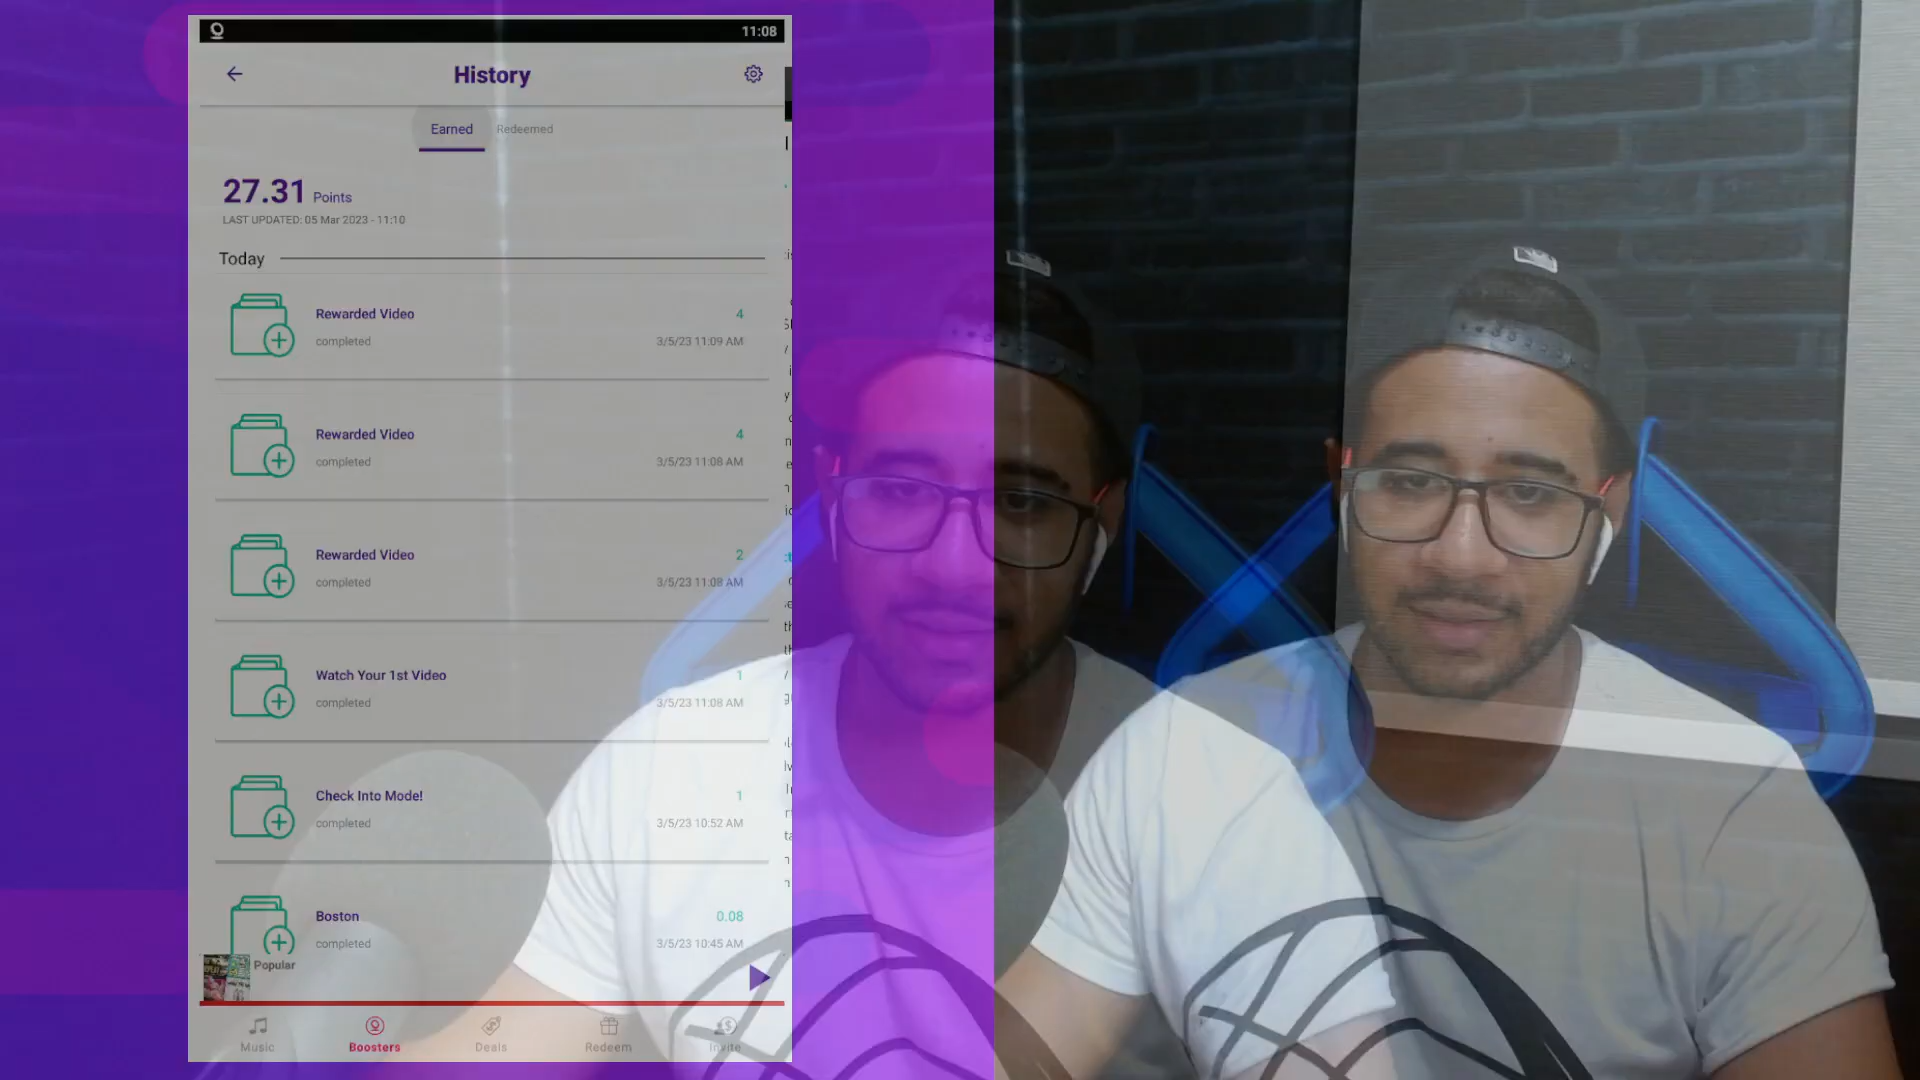 11:08
History
Earned Redeemed
27.31 Points
LAST UPDATED: 05 Mar 2023 - 11:10
Today
Rewarded Video 4
completed 3/5/23 11:09 AM
Rewarded Video 4
completed 3/5/23 11:08 AM
Rewarded Video 2
completed 3/5/23 11:08 AM
Watch Your 1st Video 1
completed 3/5/23 11:08 AM
Check Into Mode! 1
completed 3/5/23 10:52 AM
Boston 0.08
completed 3/5/23 10:45 AM
Popular
Music Boosters Deals Redeem Invite